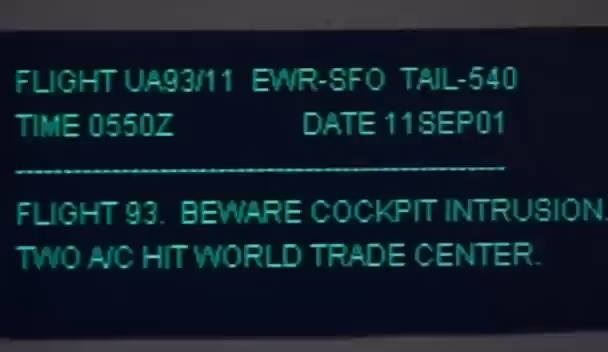 FLIGHT UA93/11 EWR-SFO TAIL-540
TIME 0550Z DATE 11SEP01
FLIGHT 93. BEWARE COCKPIT INTRUSION.
TWO A/C HIT WORLD TRADE CENTER.